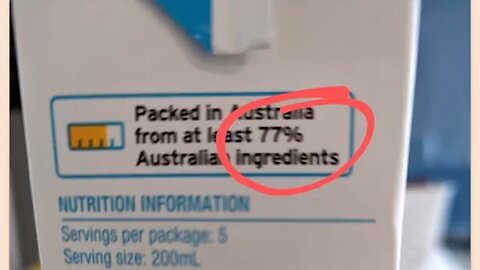 Packed in Australia
from at least 77%
Australian ingredients
NUTRITION INFORMATION
Servings per package: 5
Serving size: 200mL